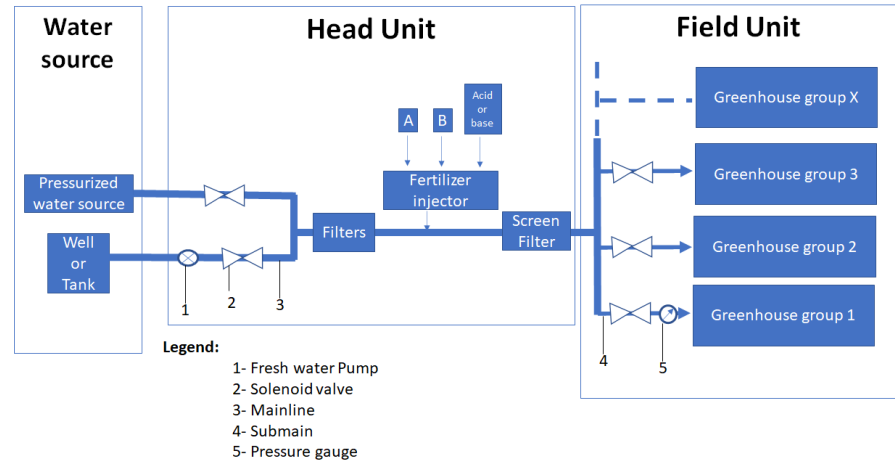 Water
source
Head Unit
Field Unit
Pressurized
water source
Well
or
Tank
A
B
Acid
or
base
Fertilizer
injector
Filters
Screen
Filter
Greenhouse group X
Greenhouse group 3
Greenhouse group 2
Greenhouse group 1
1
2
3
4
5
Legend:
1- Fresh water Pump
2- Solenoid valve
3- Mainline
4- Submain
5- Pressure gauge